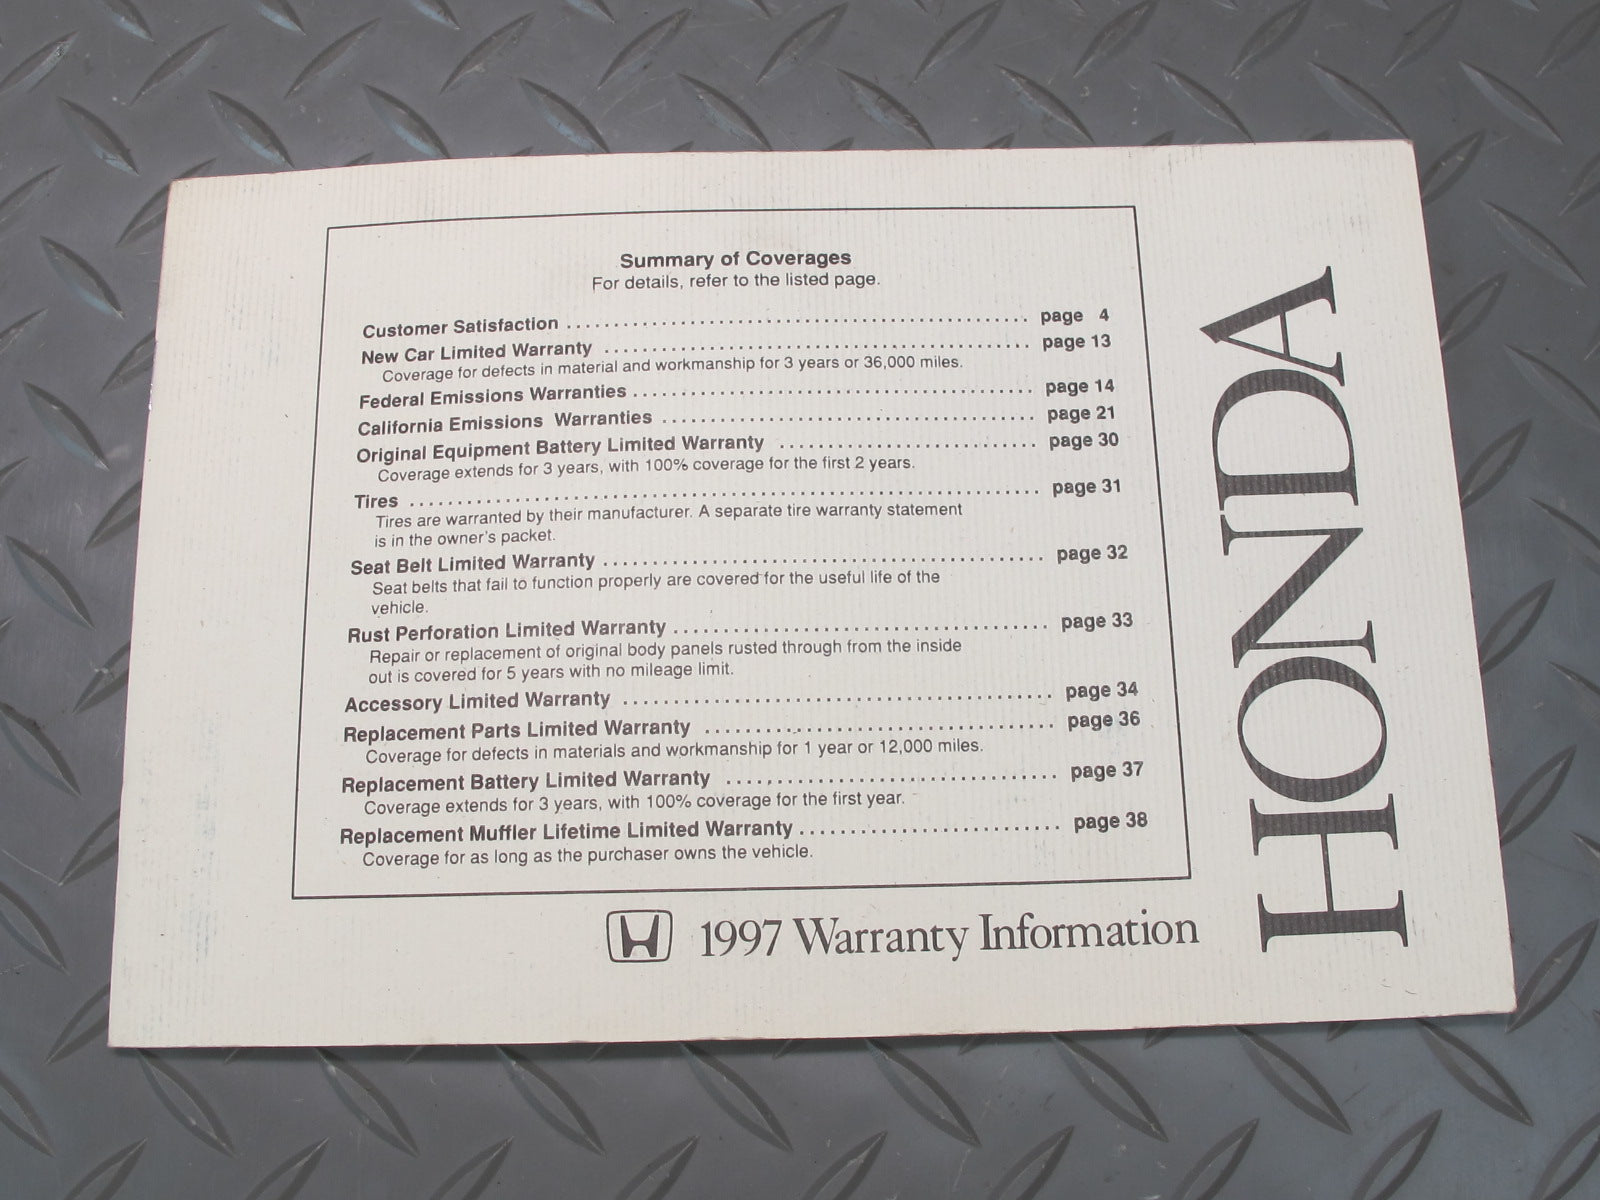 Summary of Coverages
For details, refer to the listed page.
Customer Satisfaction ................................................ page 4
New Car Limited Warranty ............................................ page 13
Coverage for defects in material and workmanship for 3 years or 36,000 miles.
Federal Emissions Warranties ........................................ page 14
California Emissions Warranties ..................................... page 21
Original Equipment Battery Limited Warranty ........................... page 30
Coverage extends for 3 years, with 100% coverage for the first 2 years.
Tires ................................................................ page 31
Tires are warranted by their manufacturer. A separate tire warranty statement
is in the owner's packet.
Seat Belt Limited Warranty ............................................ page 32
Seat belts that fail to function properly are covered for the useful life of the
vehicle.
Rust Perforation Limited Warranty ..................................... page 33
Repair or replacement of original body panels rusted through from the inside
out is covered for 5 years with no mileage limit.
Accessory Limited Warranty ............................................ page 34
Replacement Parts Limited Warranty .................................... page 36
Coverage for defects in materials and workmanship for 1 year or 12,000 miles.
Replacement Battery Limited Warranty .................................. page 37
Coverage extends for 3 years, with 100% coverage for the first year.
Replacement Muffler Lifetime Limited Warranty ........................... page 38
Coverage for as long as the purchaser owns the vehicle.
1997 Warranty Information
HONDA